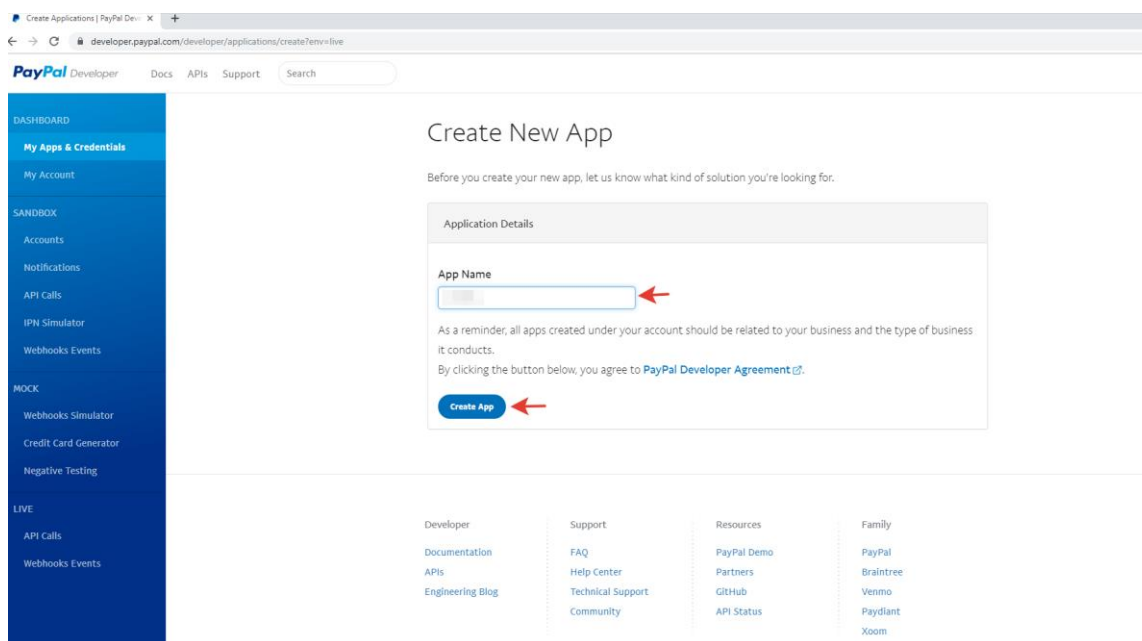 Create Applications | PayPal Dev
developer.paypal.com/developer/applications/create?env=live
PayPal Developer Docs APIs Support Search
DASHBOARD
My Apps & Credentials
My Account
SANDBOX
Accounts
Notifications
API Calls
IPN Simulator
Webhooks Events
MOCK
Webhooks Simulator
Credit Card Generator
Negative Testing
LIVE
API Calls
Webhooks Events
Create New App
Before you create your new app, let us know what kind of solution you're looking for.
Application Details
App Name
As a reminder, all apps created under your account should be related to your business and the type of business
it conducts.
By clicking the button below, you agree to PayPal Developer Agreement.
Create App
Developer
Documentation
APIs
Engineering Blog
Support
FAQ
Help Center
Technical Support
Community
Resources
PayPal Demo
Partners
GitHub
API Status
Family
PayPal
Braintree
Venmo
Paydiant
Xoom